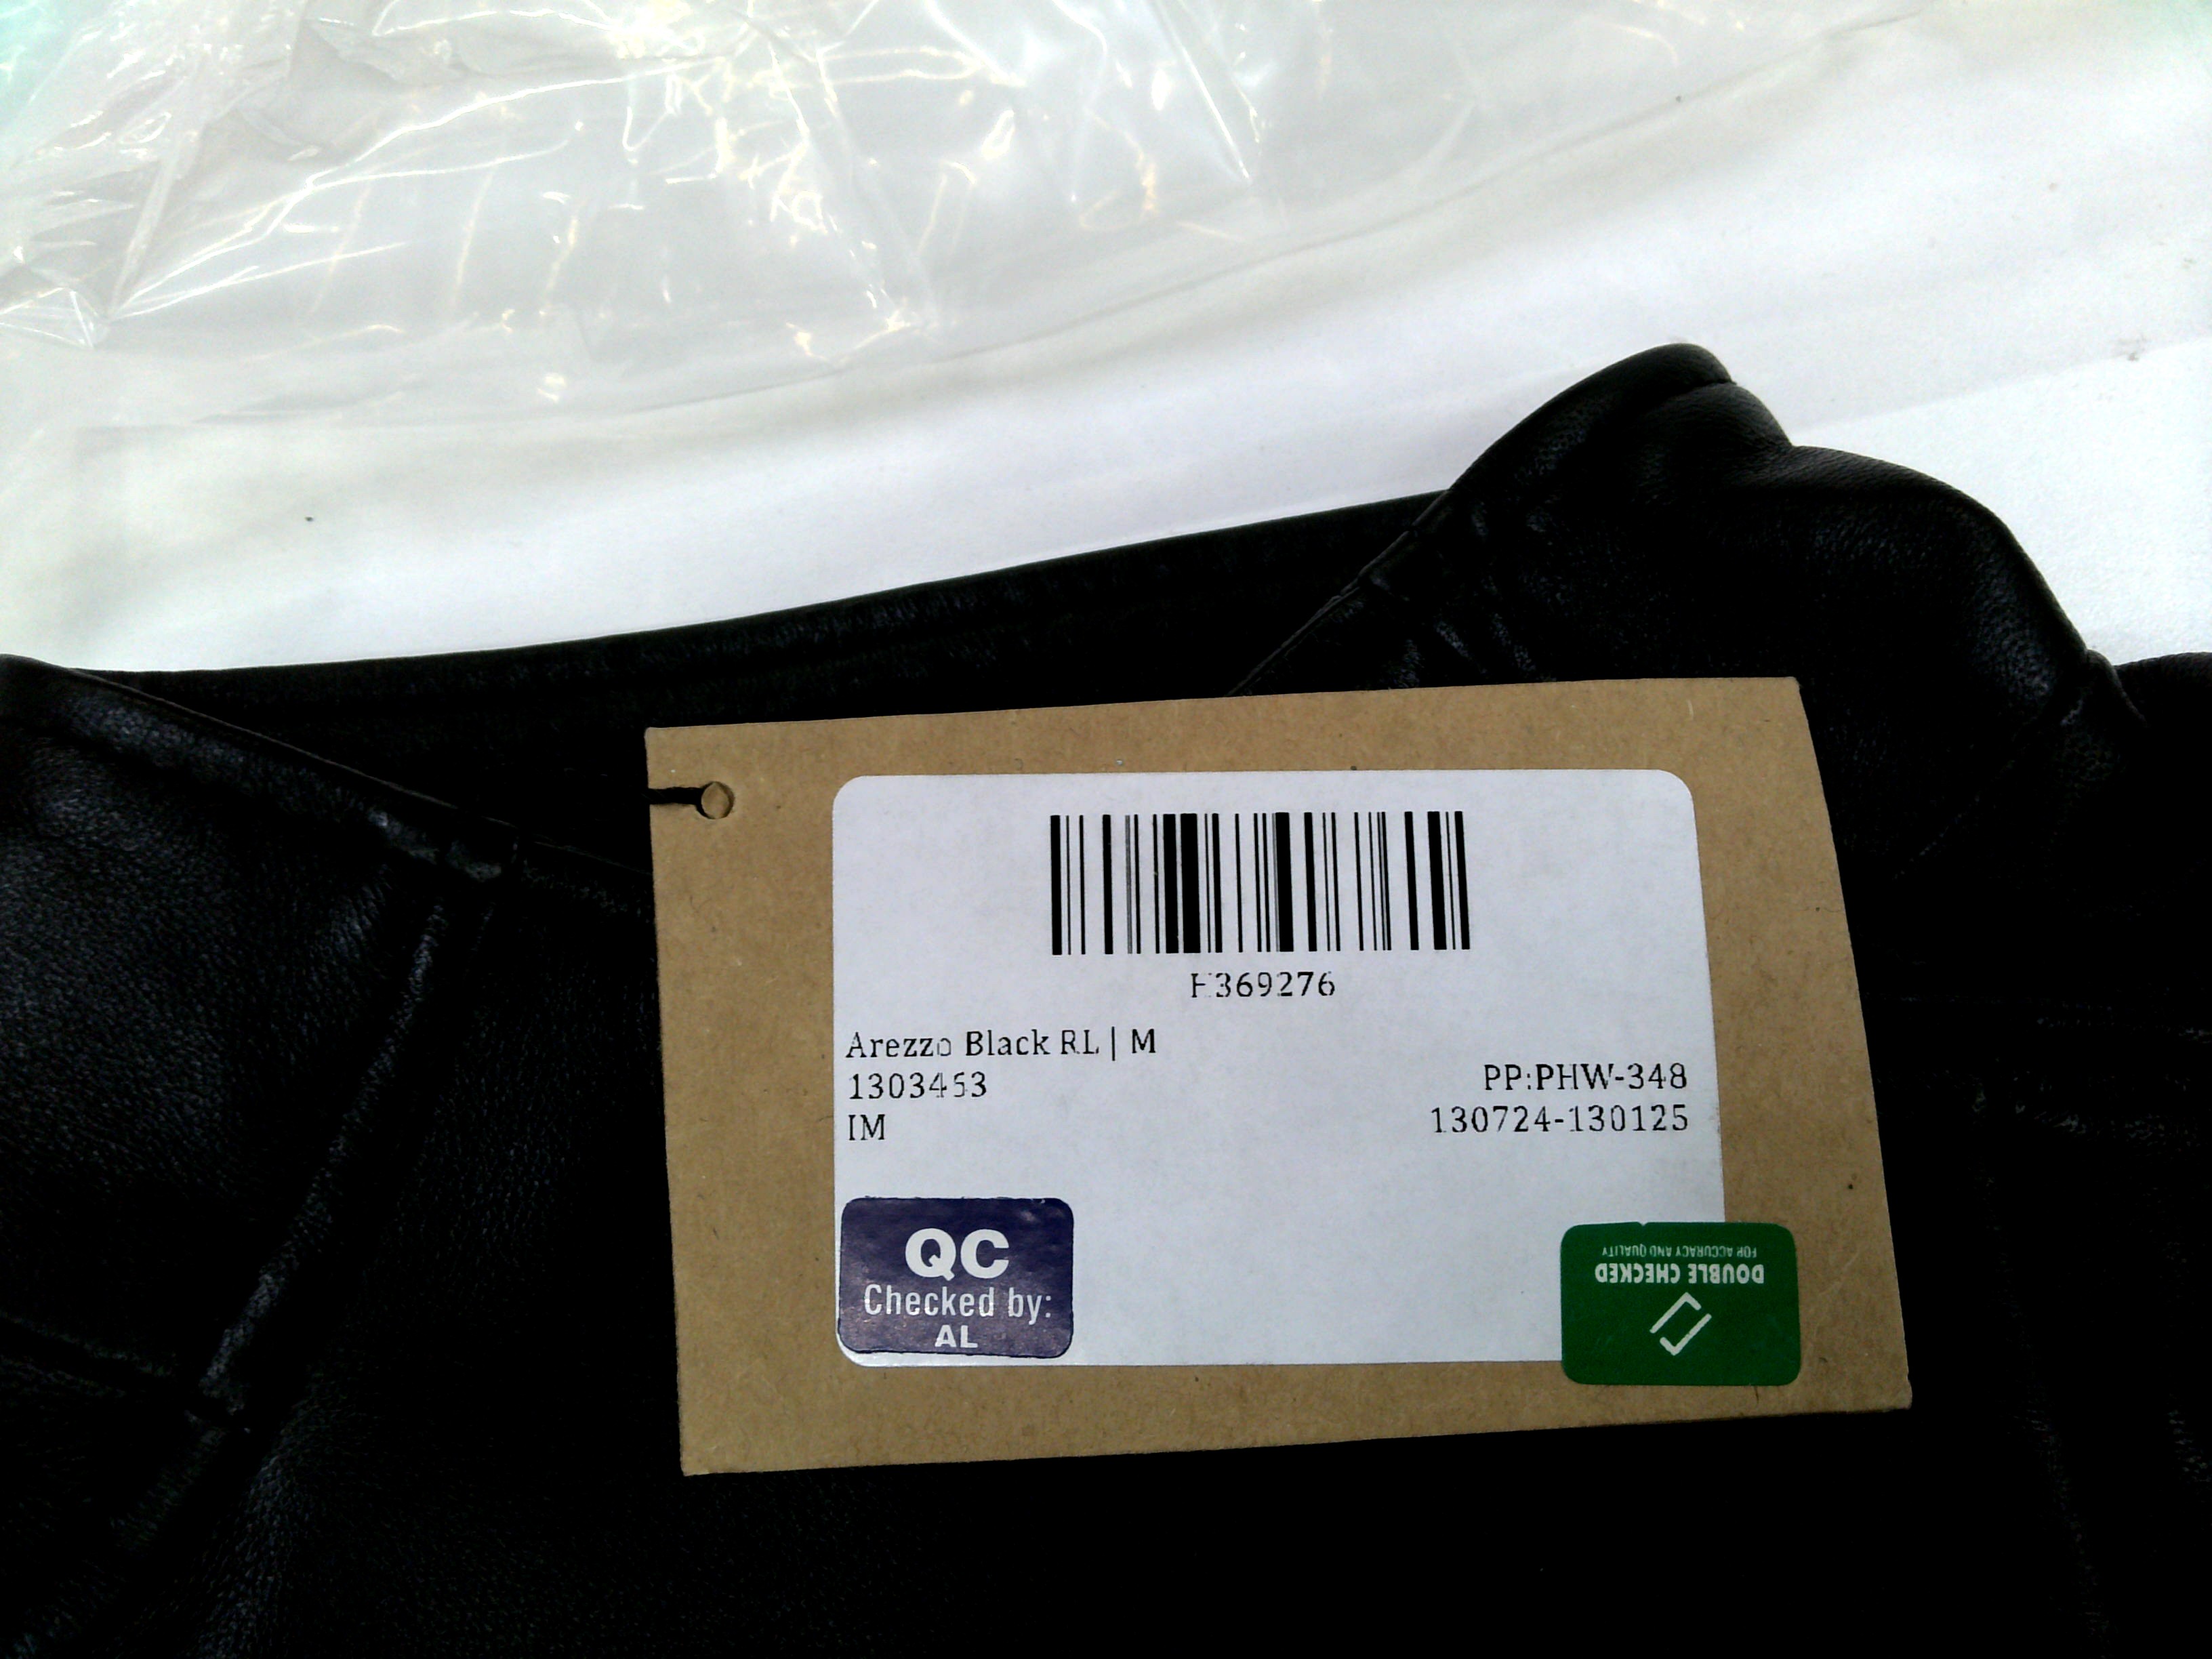 F369276
Arezzo Black RL | M
1303453
IM
PP:PHW-348
130724-130125
QC
Checked by:
AL
DOUBLE CHECKED
FOR ACCURACY AND QUALITY